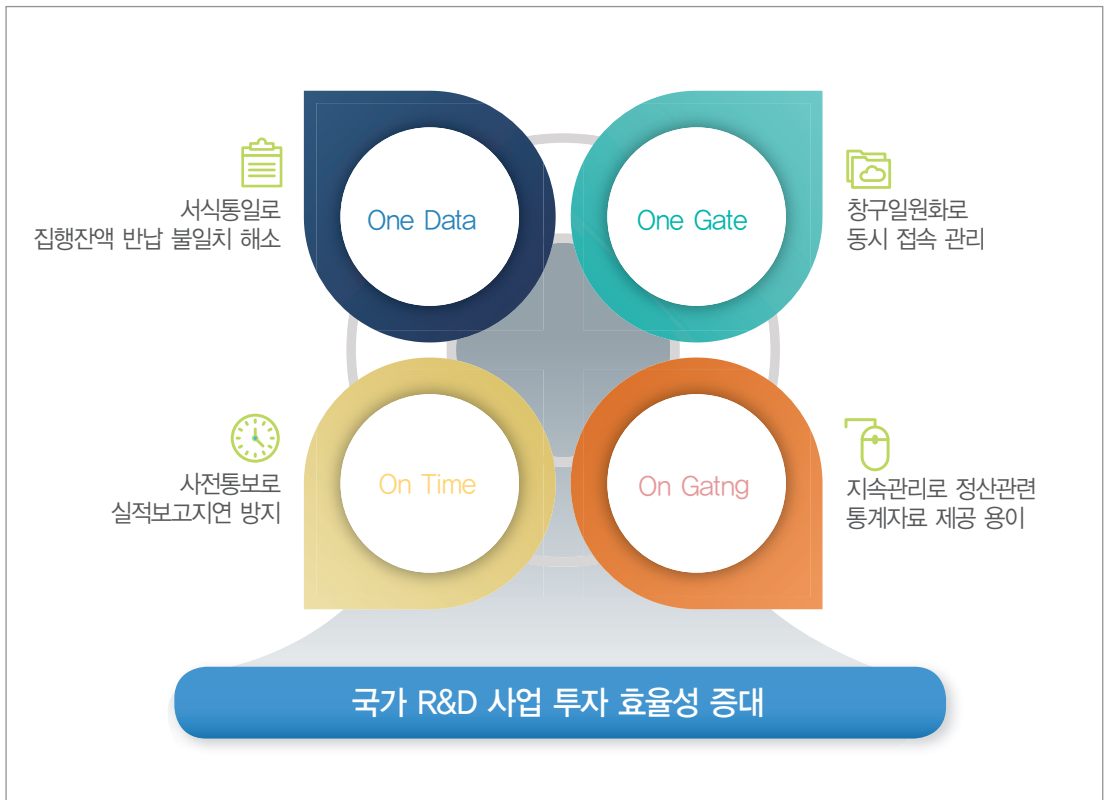 One Data
One Gate
서식통일로
집행잔액 반납 불일치 해소
창구일원화로
동시 접속 관리
On Time
On Gatng
사전통보로
실적보고지연 방지
지속관리로 정산관련
통계자료 제공 용이
국가 R&D 사업 투자 효율성 증대